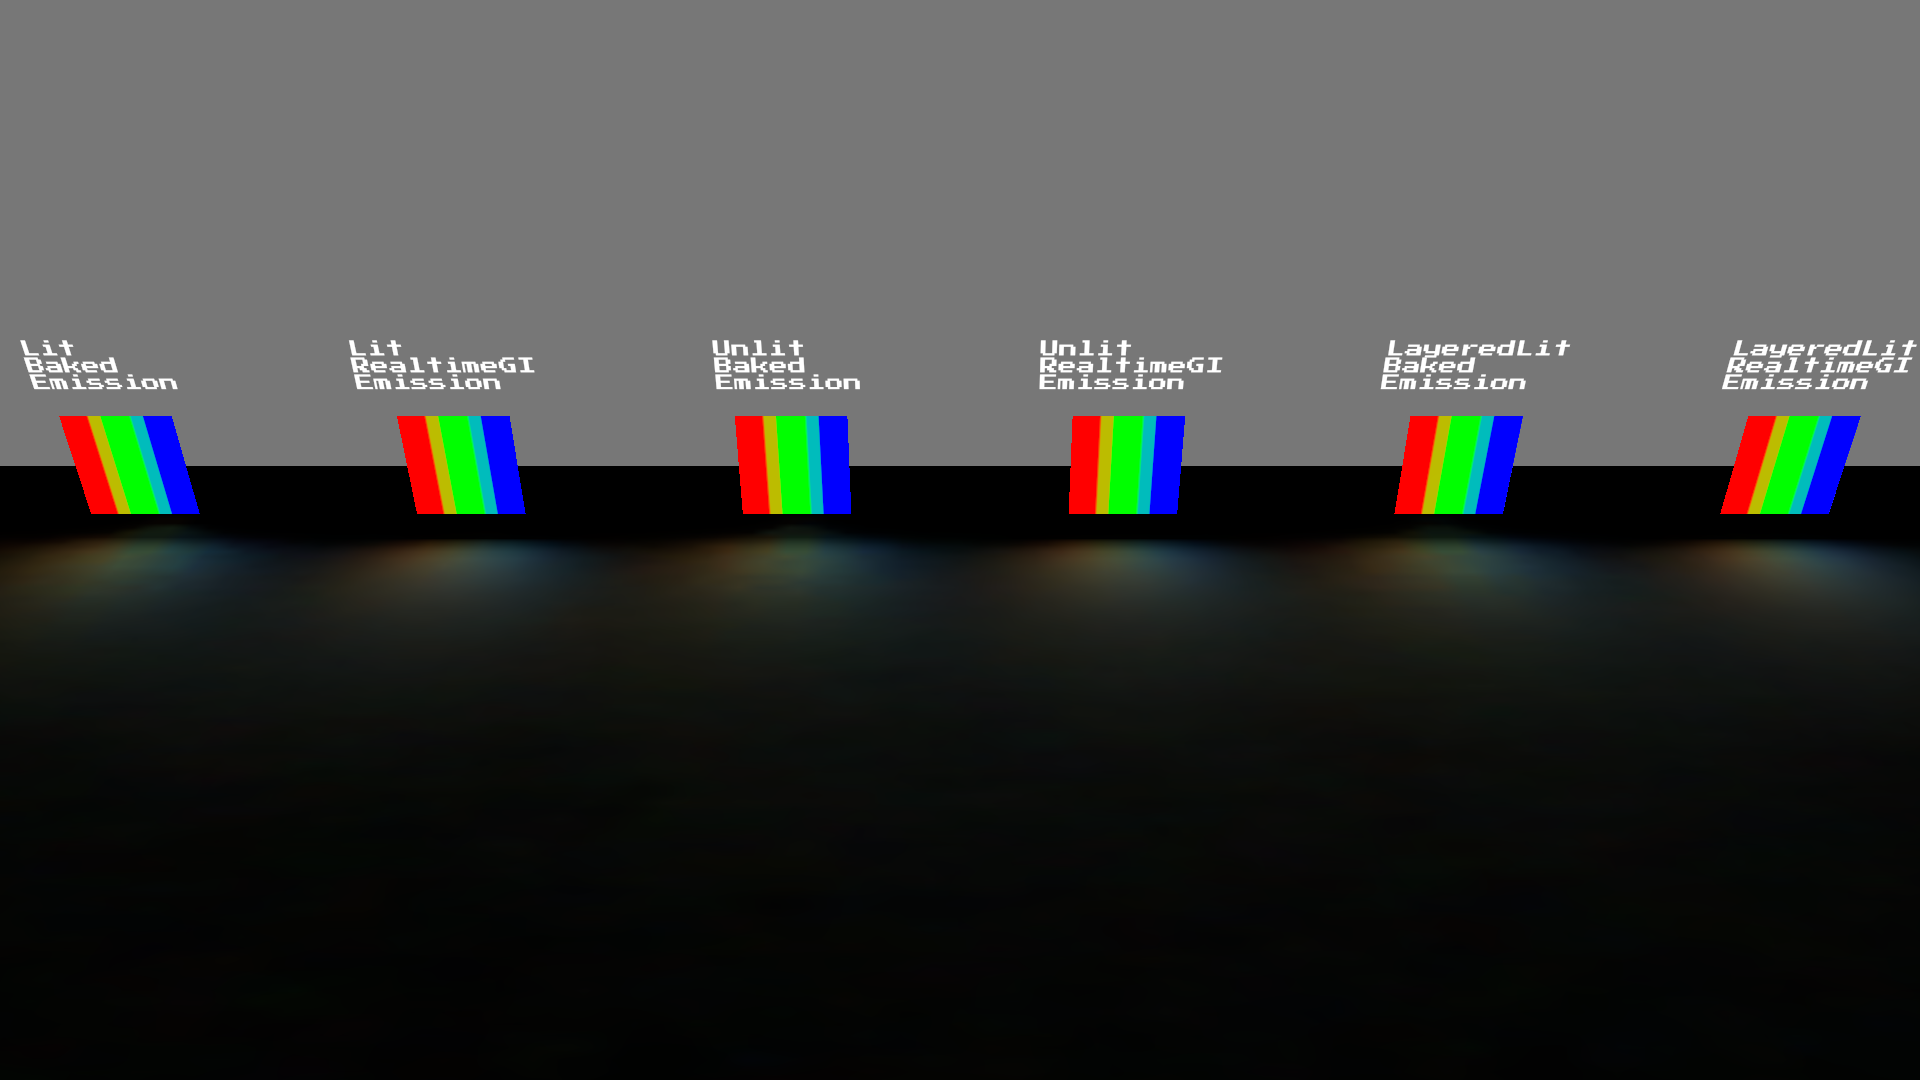 Lit
Baked
Emission
Lit
RealtimeGI
Emission
Unlit
Baked
Emission
Unlit
RealtimeGI
Emission
LayeredLit
Baked
Emission
LayeredLit
RealtimeGI
Emission